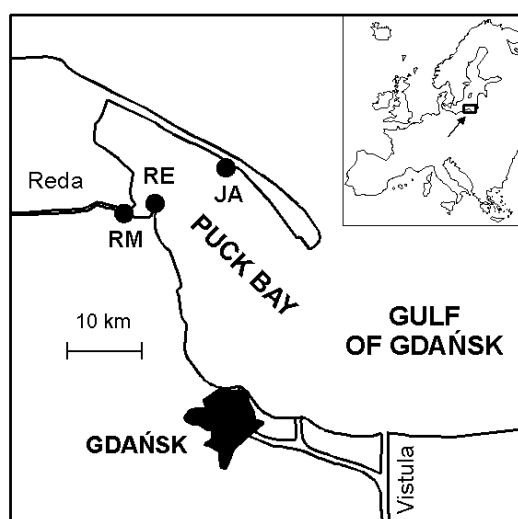 Reda
RE
RM
JA
PUCK BAY
10 km
GULF
OF GDAŃSK
GDAŃSK
Vistula